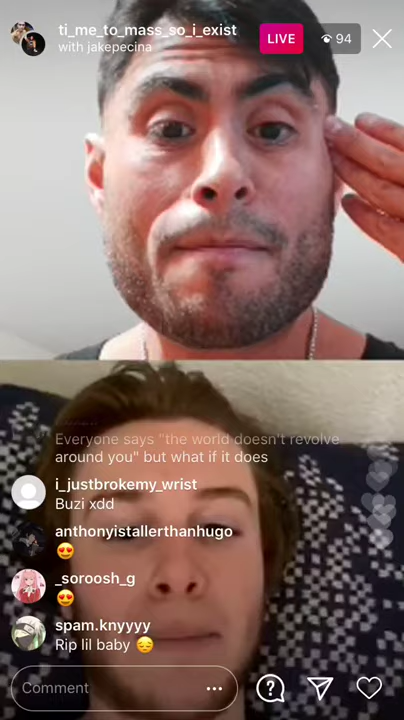 ti_me_to_mass_so_i_exist
LIVE
94
with jakepecina
Everyone says "the world doesn't revolve
around you" but what if it does
i_justbrokemy_wrist
Buzi xdd
anthonyistallerthanhugo
😍
_soroosh_g
😍
spam.knyyyy
Rip lil baby 😔
Comment